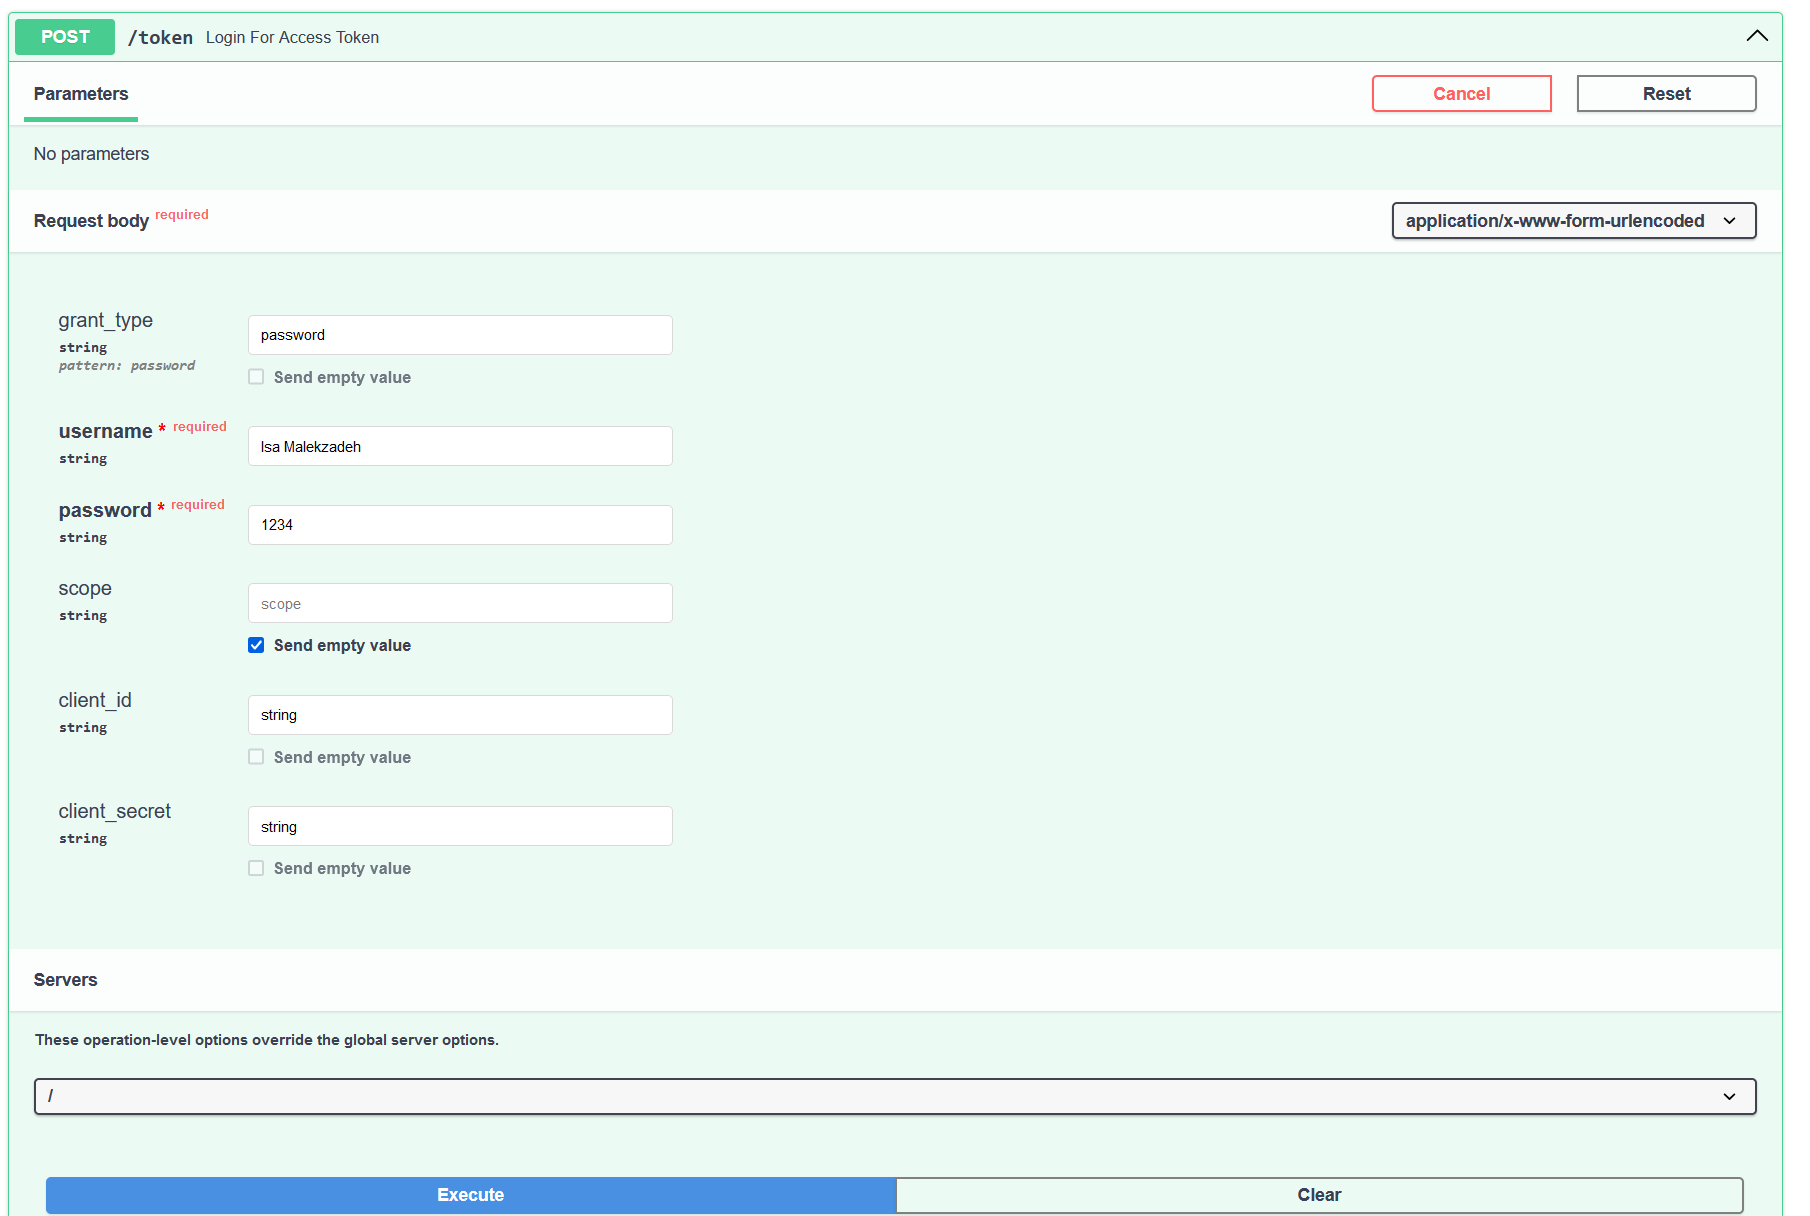 POST /token Login For Access Token
Parameters Cancel Reset
No parameters
Request body required application/x-www-form-urlencoded
grant_type
string
pattern: password
password
Send empty value
username * required
string
Isa Malekzadeh
password * required
string
1234
scope
string
scope
Send empty value
client_id
string
string
Send empty value
client_secret
string
string
Send empty value
Servers
These operation-level options override the global server options.
/
Execute Clear